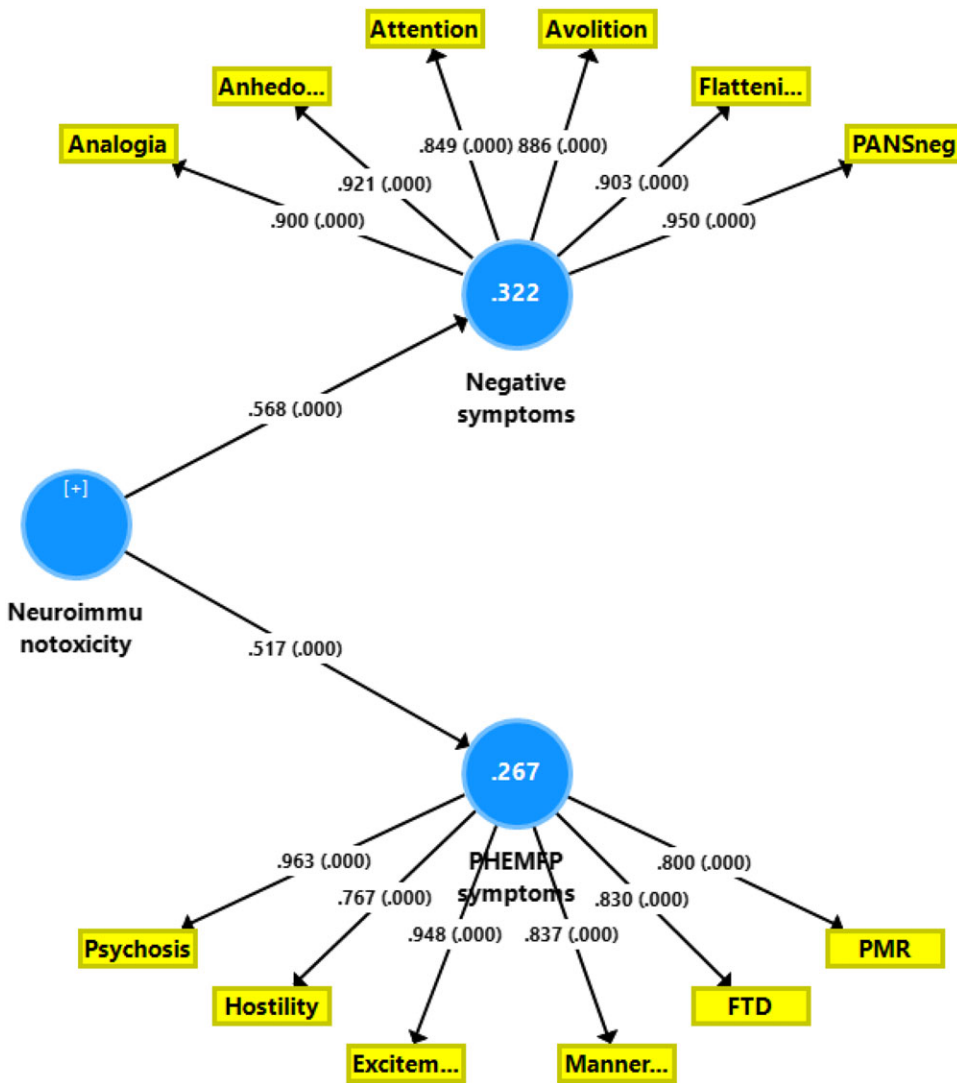 Attention
Avolition
Anhedo...
Flatteni...
Analogia
PANSneg
.849 (.000)
886 (.000)
.921 (.000)
.903 (.000)
.900 (.000)
.950 (.000)
.322
Negative
symptoms
.568 (.000)
[+]
Neuroimmu
notoxicity
.517 (.000)
.267
PHEMFP
symptoms
.963 (.000)
.800 (.000)
.767 (.000)
.830 (.000)
.948 (.000)
.837 (.000)
Psychosis
PMR
Hostility
FTD
Excitem...
Manner...